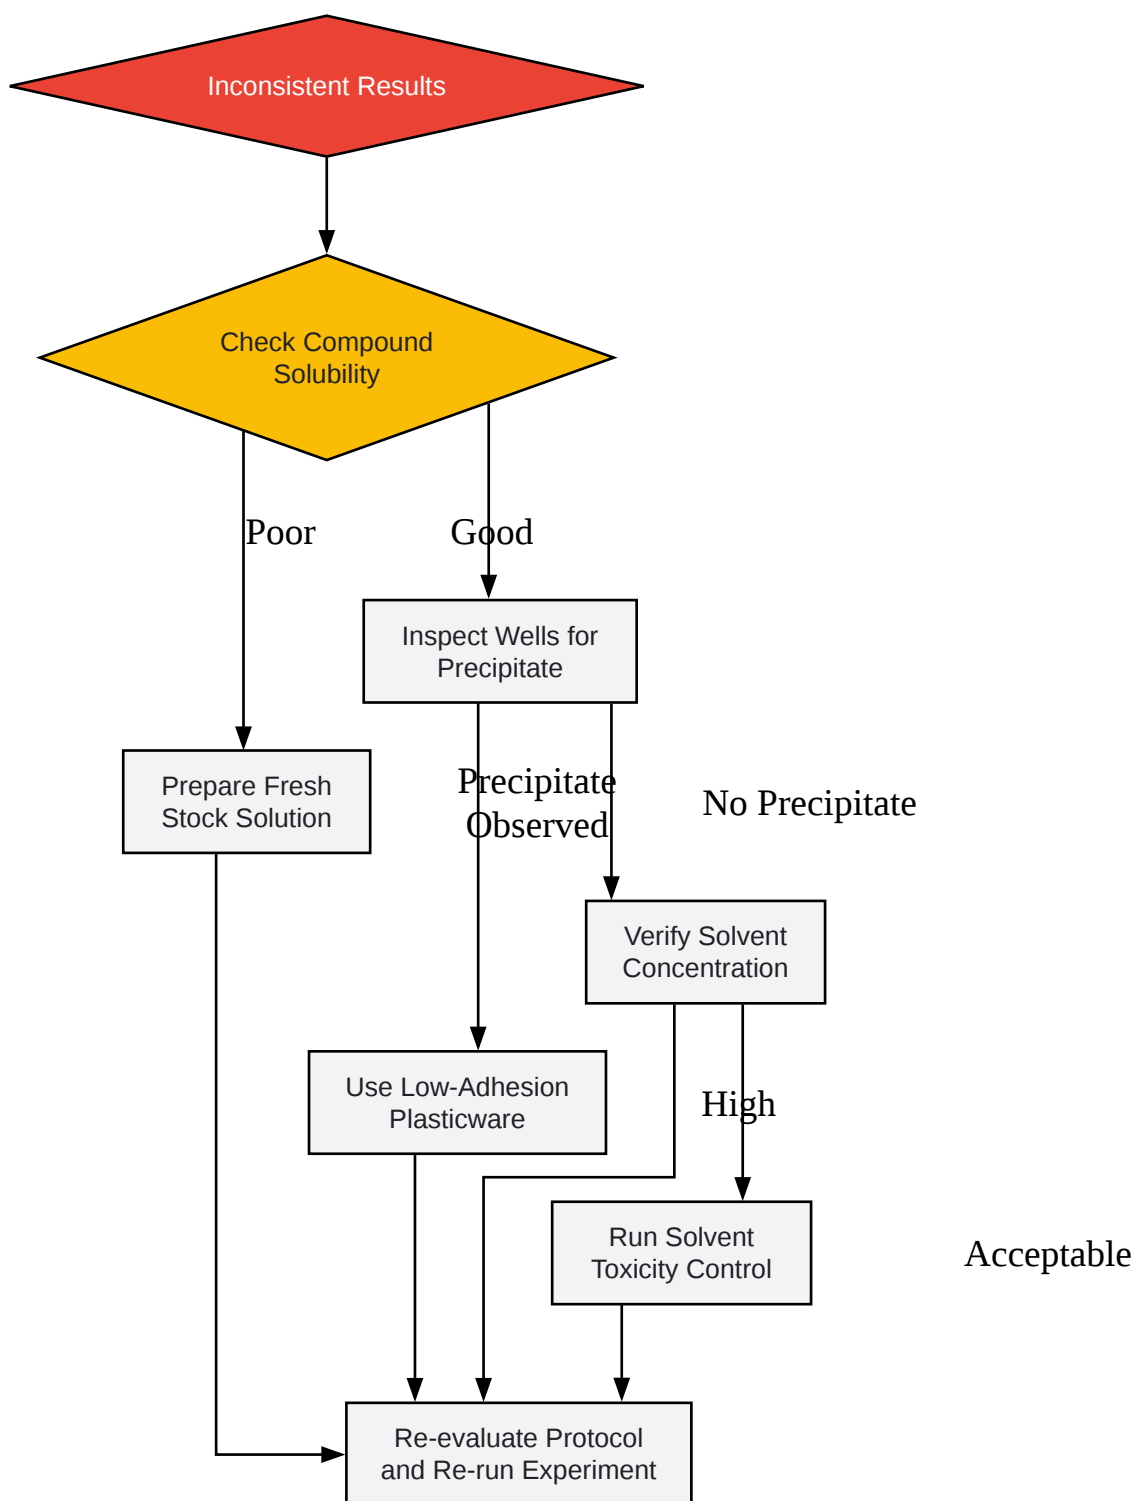 Inconsistent Results
Check Compound
Solubility
Poor
Good
Inspect Wells for
Precipitate
Prepare Fresh
Stock Solution
Precipitate
Observed
No Precipitate
Verify Solvent
Concentration
Use Low-Adhesion
Plasticware
High
Run Solvent
Toxicity Control
Acceptable
Re-evaluate Protocol
and Re-run Experiment